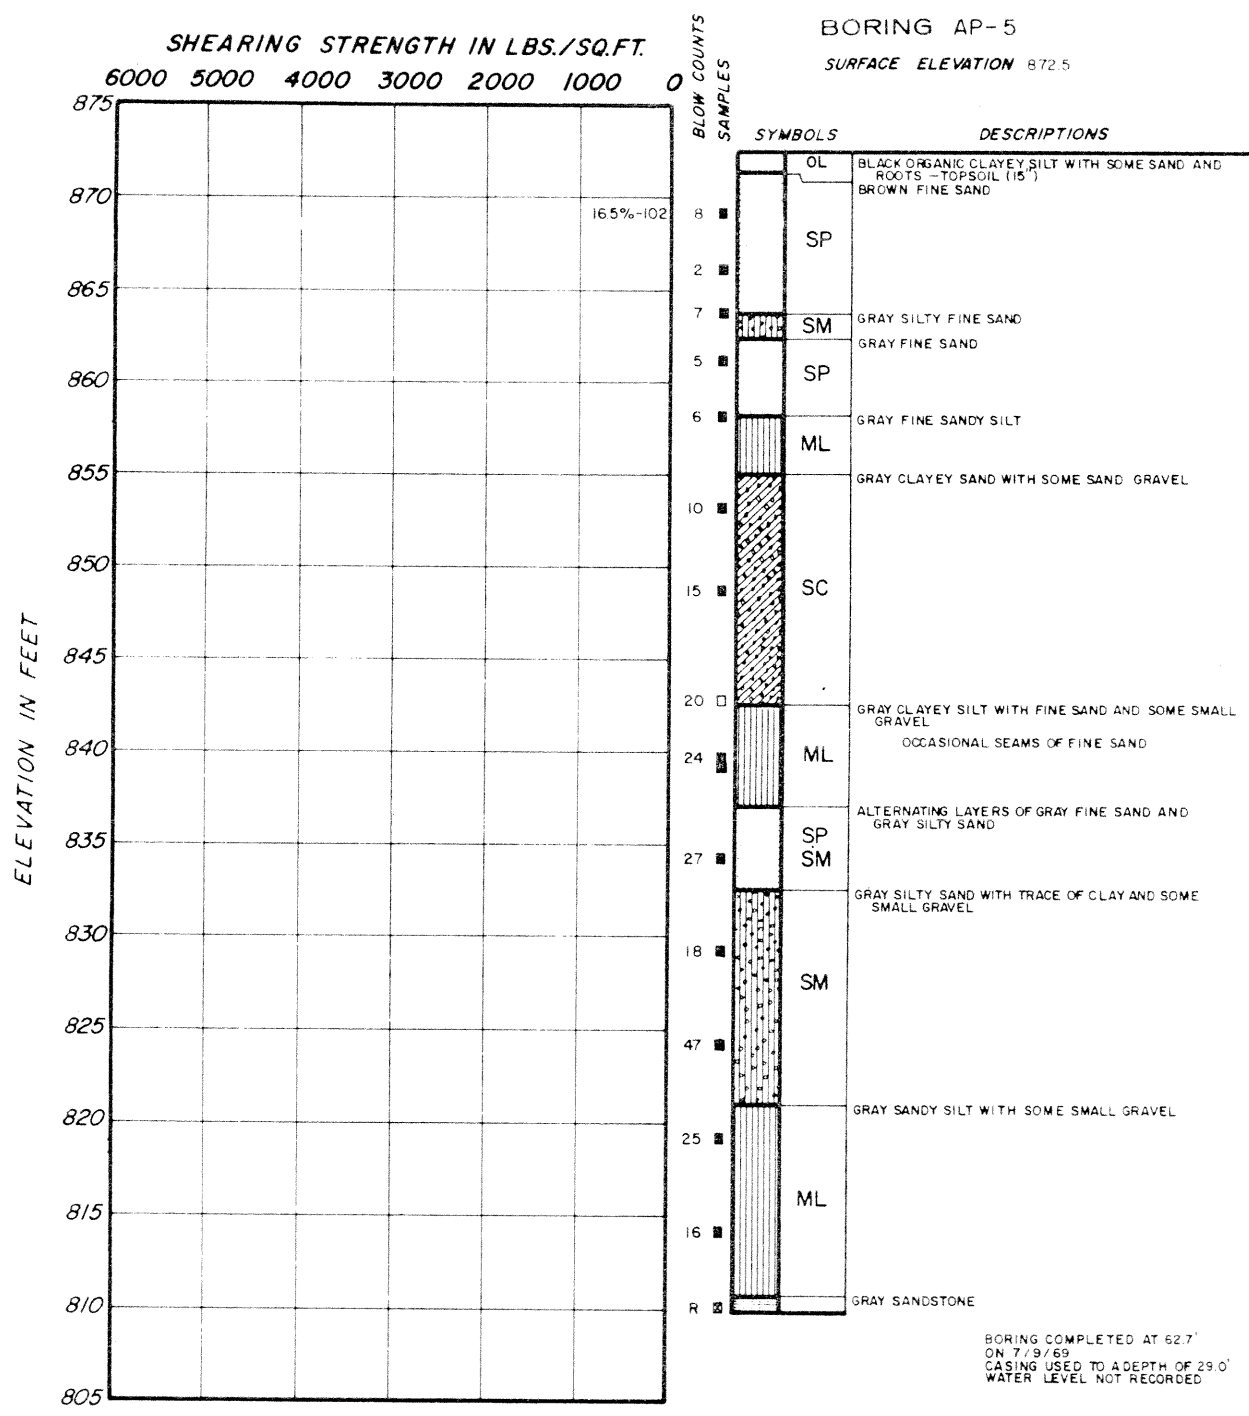 BORING AP-5
SURFACE ELEVATION 872.5
SHEARING STRENGTH IN LBS./SQ.FT.
6000 5000 4000 3000 2000 1000 0
BLOW COUNTS
SAMPLES
SYMBOLS
DESCRIPTIONS
ELEVATION IN FEET
875
870
865
860
855
850
845
840
835
830
825
820
815
810
805
16.5%-102
8
2
7
5
6
10
15
20
24
27
18
47
25
16
R
OL
BLACK ORGANIC CLAYEY SILT WITH SOME SAND AND
ROOTS - TOPSOIL (15")
BROWN FINE SAND
SP
GRAY SILTY FINE SAND
SM
GRAY FINE SAND
SP
GRAY FINE SANDY SILT
ML
GRAY CLAYEY SAND WITH SOME SAND GRAVEL
SC
GRAY CLAYEY SILT WITH FINE SAND AND SOME SMALL
GRAVEL
OCCASIONAL SEAMS OF FINE SAND
ML
ALTERNATING LAYERS OF GRAY FINE SAND AND
GRAY SILTY SAND
SP
SM
GRAY SILTY SAND WITH TRACE OF CLAY AND SOME
SMALL GRAVEL
SM
GRAY SANDY SILT WITH SOME SMALL GRAVEL
ML
GRAY SANDSTONE
BORING COMPLETED AT 62.7'
ON 7/9/69
CASING USED TO A DEPTH OF 29.0'
WATER LEVEL NOT RECORDED